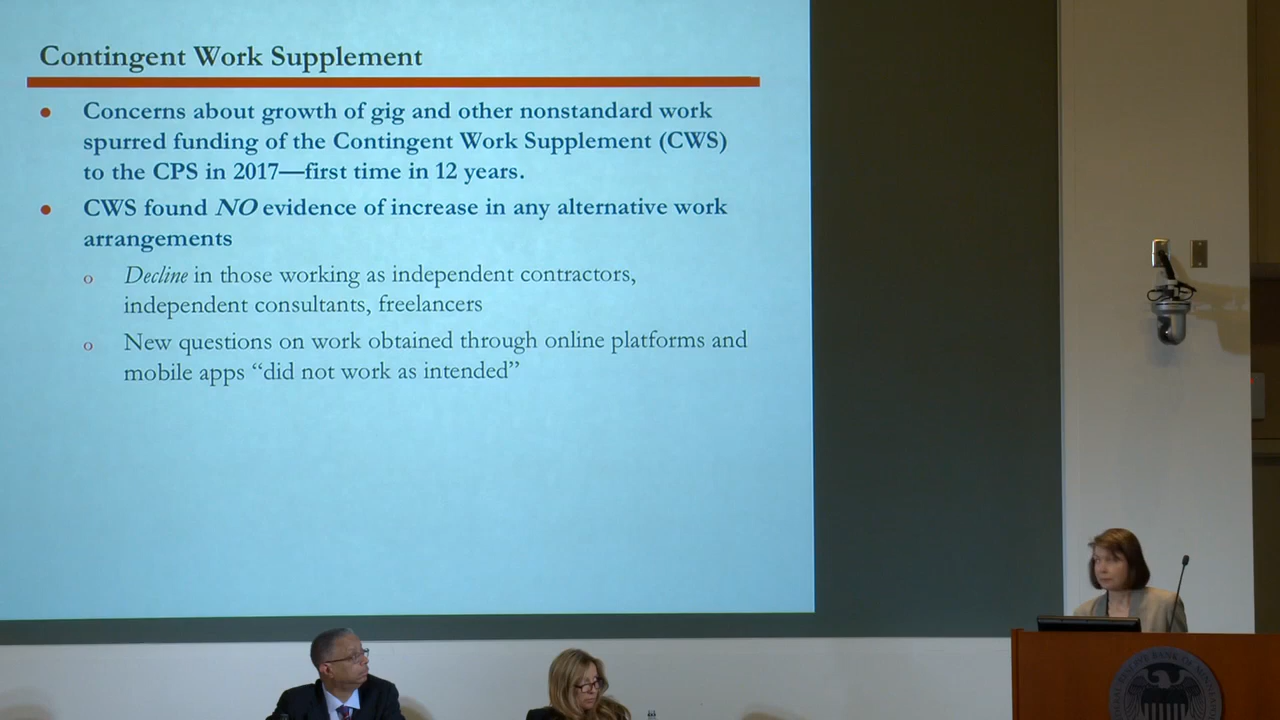 Contingent Work Supplement
• Concerns about growth of gig and other nonstandard work
spurred funding of the Contingent Work Supplement (CWS)
to the CPS in 2017—first time in 12 years.
• CWS found NO evidence of increase in any alternative work
arrangements
o Decline in those working as independent contractors,
independent consultants, freelancers
o New questions on work obtained through online platforms and
mobile apps “did not work as intended”
RESERVE BANK OF